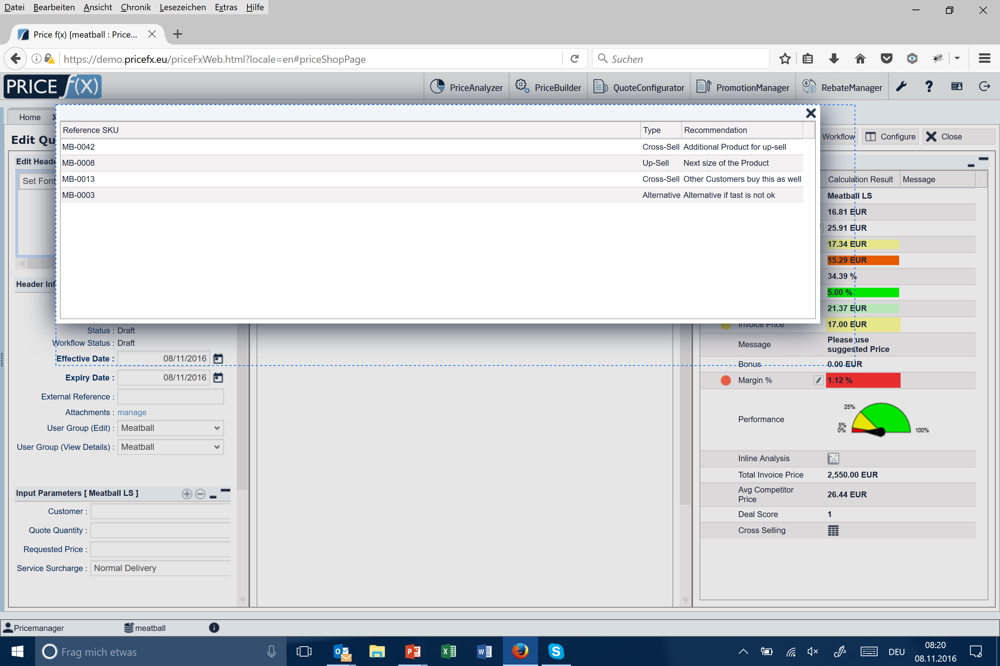 Datei Bearbeiten Ansicht Chronik Lesezeichen Extras Hilfe
Price f(x) [meatball : Price...
https://demo.pricefx.eu/priceFxWeb.html?locale=en#priceShopPage
Suchen
PRICE f(x)
PriceAnalyzer PriceBuilder QuoteConfigurator PromotionManager RebateManager
Home
Edit Qu
Workflow Configure Close
Reference SKU Type Recommendation
MB-0042 Cross-Sell Additional Product for up-sell
MB-0008 Up-Sell Next size of the Product
MB-0013 Cross-Sell Other Customers buy this as well
MB-0003 Alternative Alternative if tast is not ok
Edit Heade
Set Font
Header Inf
Status : Draft
Workflow Status : Draft
Effective Date : 08/11/2016
Expiry Date : 08/11/2016
External Reference :
Attachments : manage
User Group (Edit) : Meatball
User Group (View Details) : Meatball
Input Parameters [ Meatball LS ]
Customer :
Quote Quantity :
Requested Price :
Service Surcharge : Normal Delivery
Calculation Result Message
Meatball LS
16.81 EUR
25.91 EUR
17.34 EUR
15.29 EUR
34.39 %
5.00 %
21.37 EUR
Invoice Price 17.00 EUR
Message Please use
suggested Price
Bonus 0.00 EUR
Margin % 1.12 %
Performance
25%
5%
0%
100%
Inline Analysis
Total Invoice Price 2,550.00 EUR
Avg Competitor
Price
26.44 EUR
Deal Score 1
Cross Selling
Pricemanager meatball
Frag mich etwas
DEU
08:20
08.11.2016